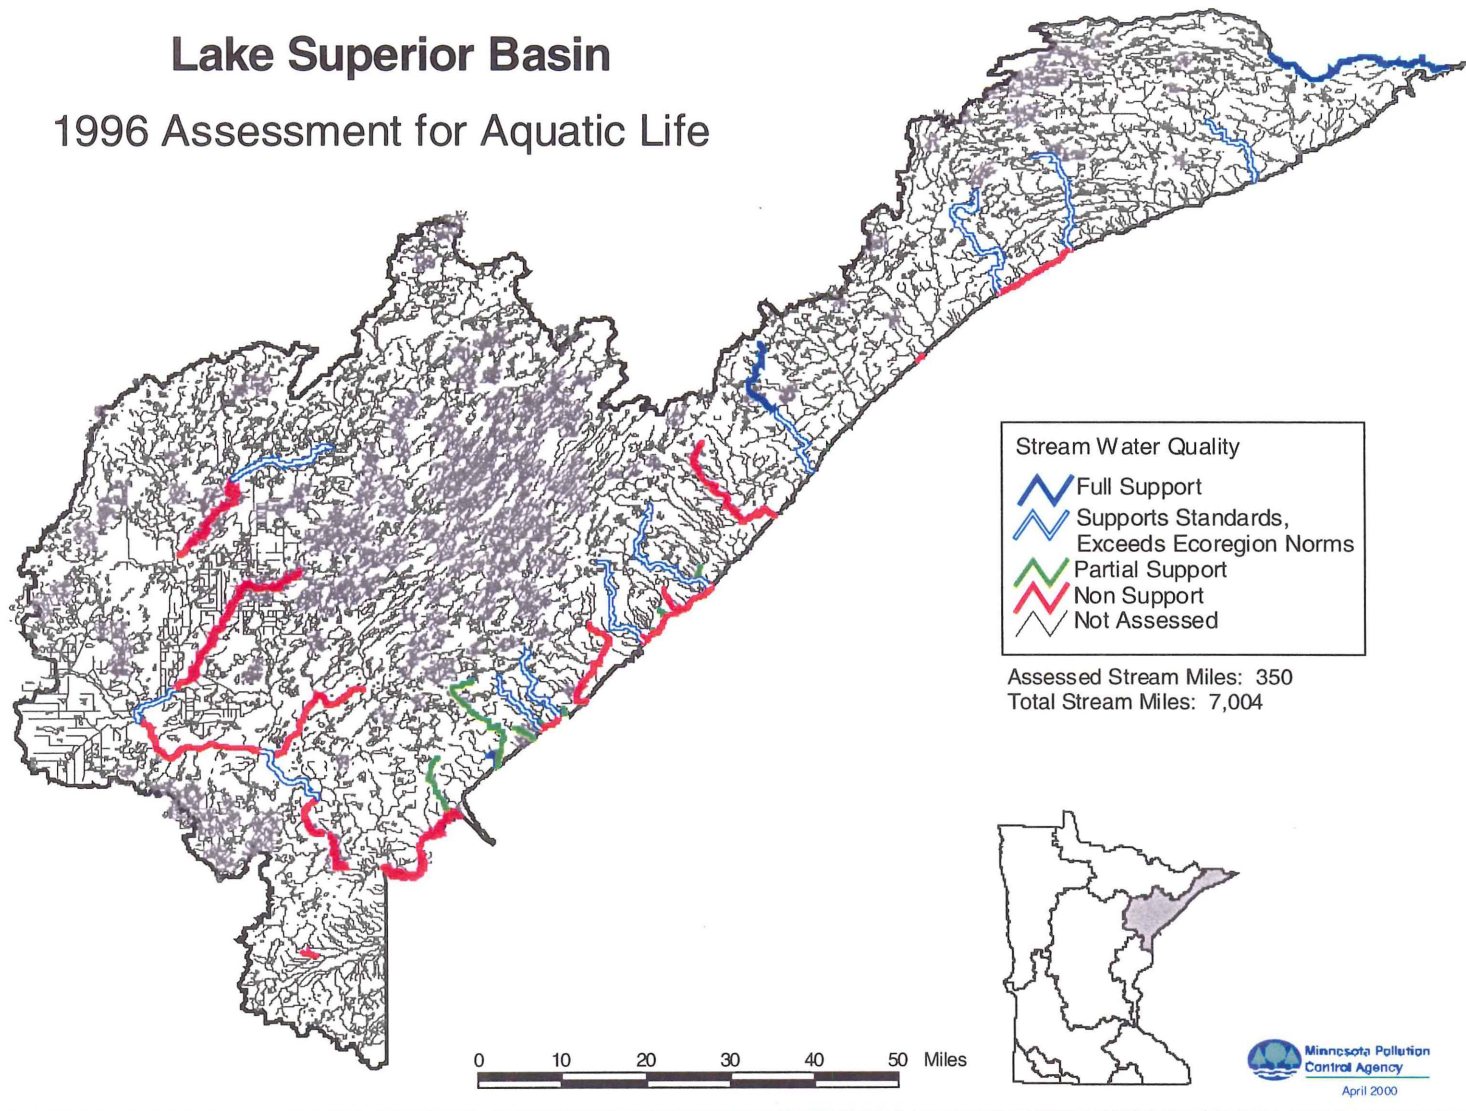 Lake Superior Basin
1996 Assessment for Aquatic Life
Stream Water Quality
Full Support
Supports Standards,
Exceeds Ecoregion Norms
Partial Support
Non Support
Not Assessed
Assessed Stream Miles: 350
Total Stream Miles: 7,004
0 10 20 30 40 50 Miles
Minnesota Pollution
Control Agency
April 2000